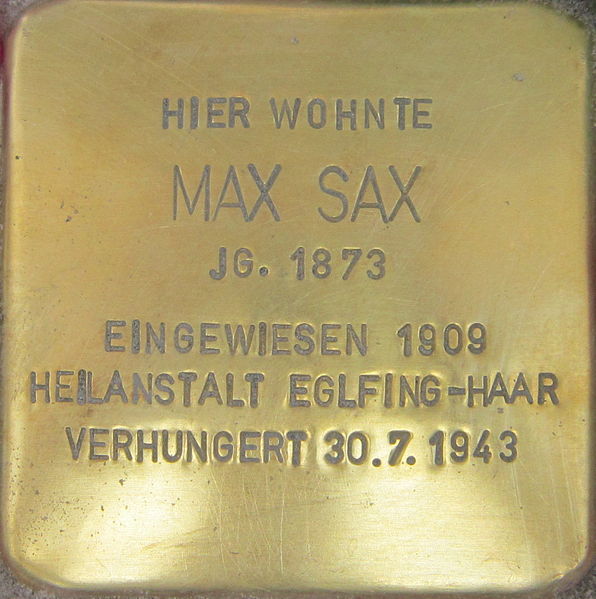 HIER WOHNTE
MAX SAX
JG. 1873
EINGEWIESEN 1909
HEILANSTALT EGLFING-HAAR
VERHUNGERT 30.7.1943